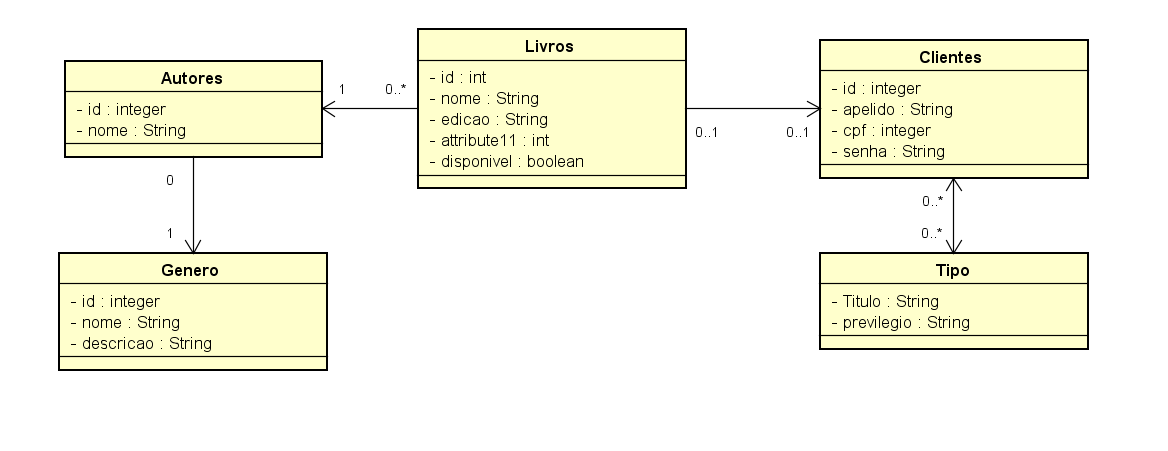 Autores
- id : integer
- nome : String
1
0..*
Livros
- id : int
- nome : String
- edicao : String
- attribute11 : int
- disponivel : boolean
0..1
0..1
Clientes
- id : integer
- apelido : String
- cpf : integer
- senha : String
0
1
Genero
- id : integer
- nome : String
- descricao : String
0..*
0..*
Tipo
- Titulo : String
- previlegio : String